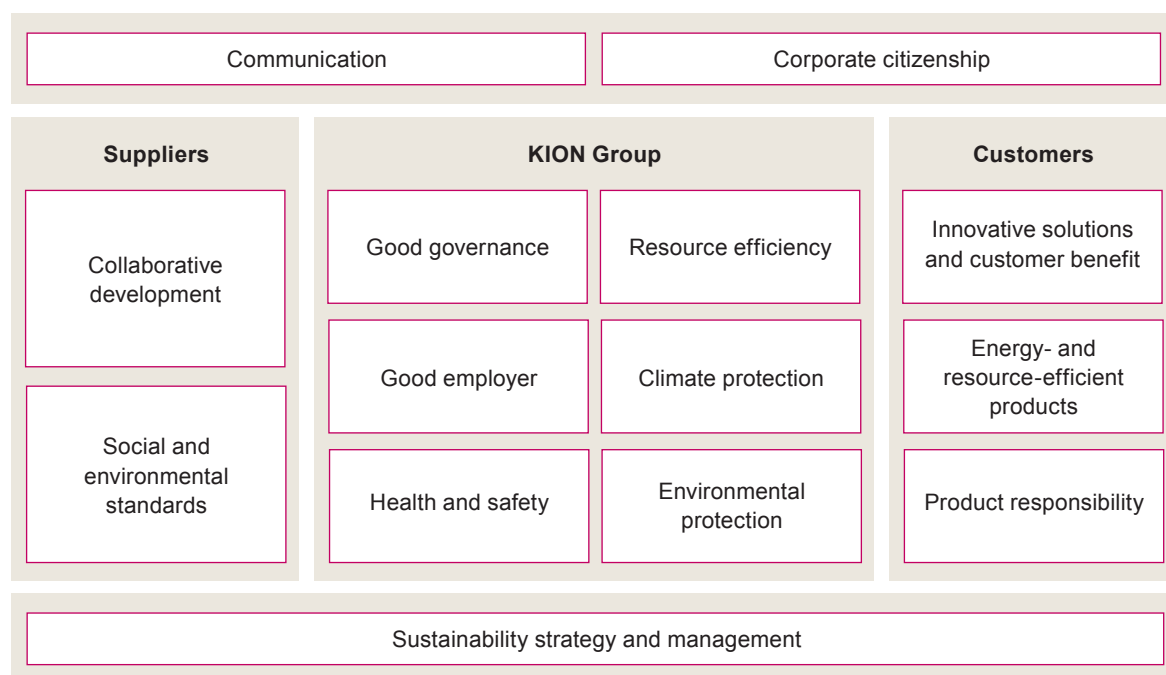 Communication
Corporate citizenship
Suppliers
Collaborative
development
Social and
environmental
standards
KION Group
Good governance
Resource efficiency
Good employer
Climate protection
Health and safety
Environmental
protection
Customers
Innovative solutions
and customer benefit
Energy- and
resource-efficient
products
Product responsibility
Sustainability strategy and management